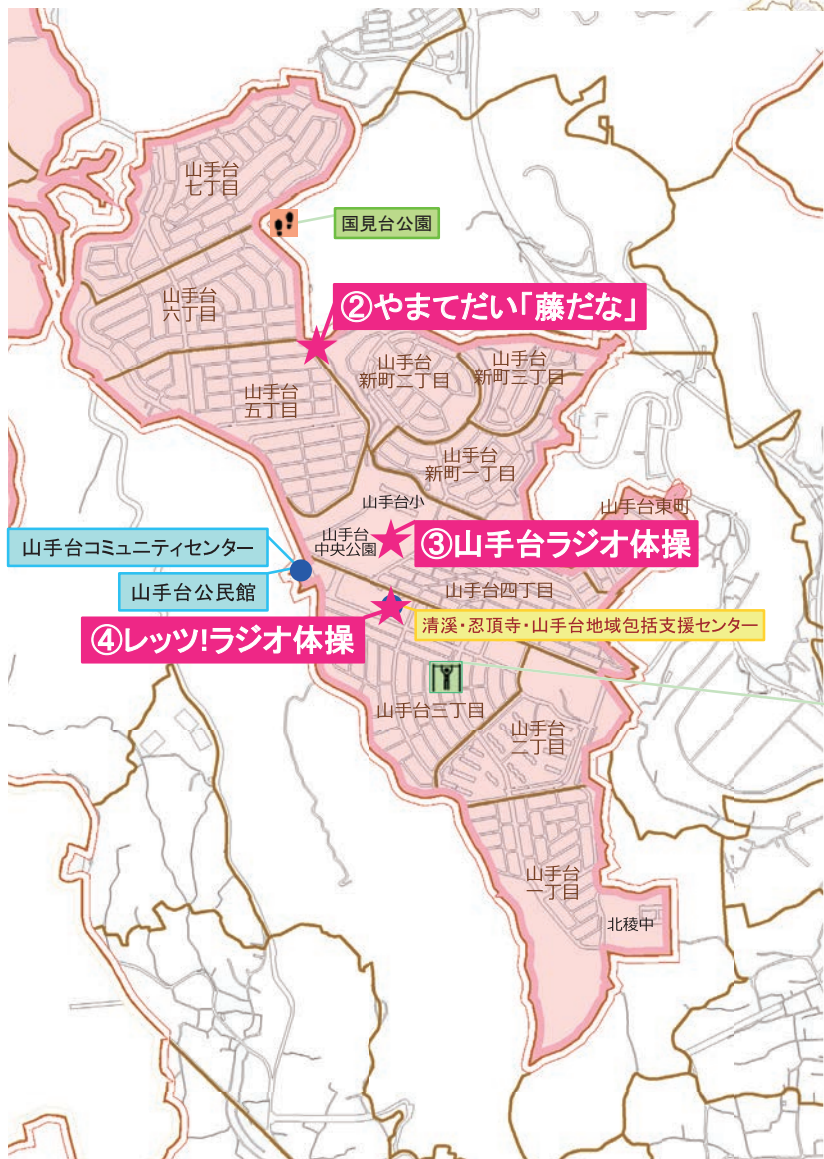 山手台
七丁目
国見台公園
山手台
六丁目
②やまてだい「藤だな」
山手台
新町二丁目
山手台
新町三丁目
山手台
五丁目
山手台
新町一丁目
山手台小
山手台東町
山手台
中央公園
③山手台ラジオ体操
山手台コミュニティセンター
山手台公民館
山手台四丁目
④レッツ!ラジオ体操
清溪・忍頂寺・山手台地域包括支援センター
山手台三丁目
山手台
二丁目
山手台
一丁目
北稜中